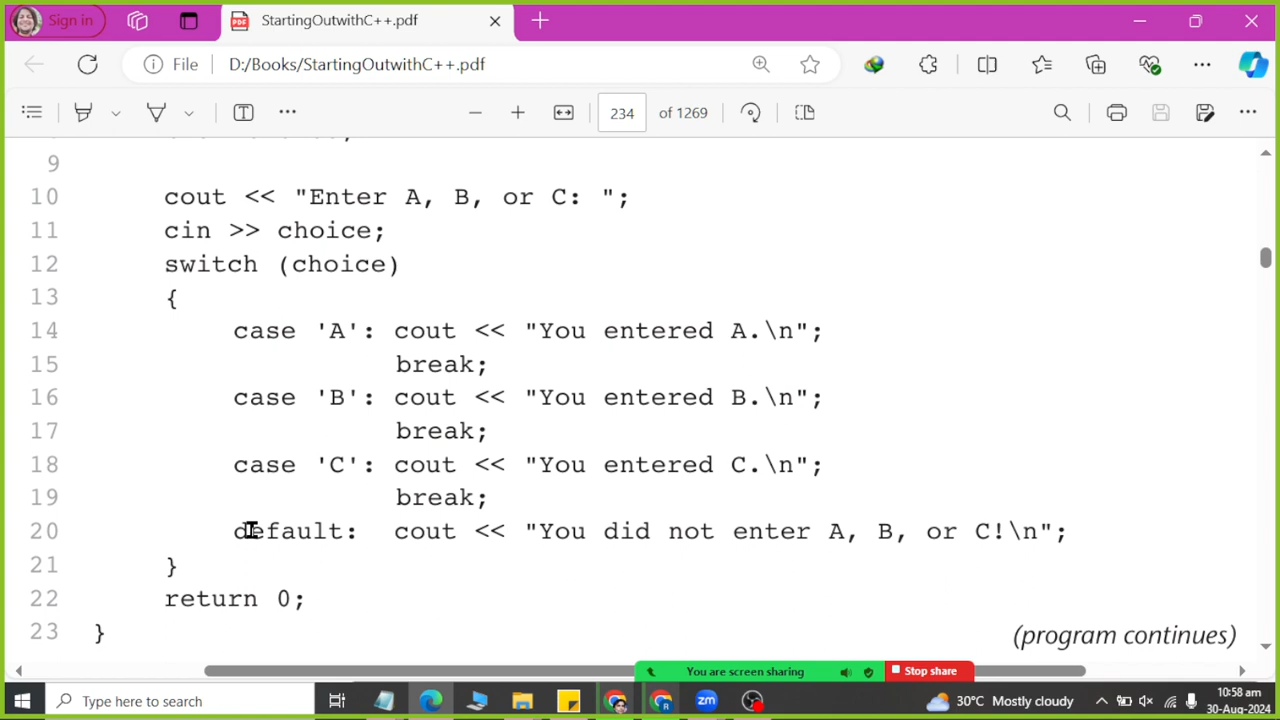 Sign in
StartingOutwithC++.pdf
File
D:/Books/StartingOutwithC++.pdf
234 of 1269
9
10 cout << "Enter A, B, or C: ";
11 cin >> choice;
12 switch (choice)
13 {
14 case 'A': cout << "You entered A.\n";
15 break;
16 case 'B': cout << "You entered B.\n";
17 break;
18 case 'C': cout << "You entered C.\n";
19 break;
20 default: cout << "You did not enter A, B, or C!\n";
21 }
22 return 0;
23 }
(program continues)
You are screen sharing
Stop share
Type here to search
zm
30°C Mostly cloudy
10:58 am
30-Aug-2024